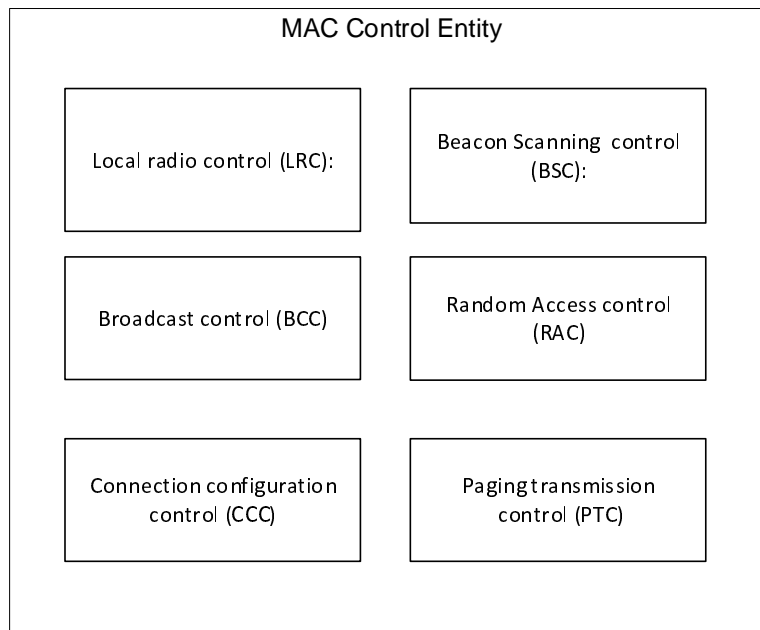 MAC Control Entity
Local radio control (LRC):
Beacon Scanning control
(BSC):
Broadcast control (BCC)
Random Access control
(RAC)
Connection configuration
control (CCC)
Paging transmission
control (PTC)